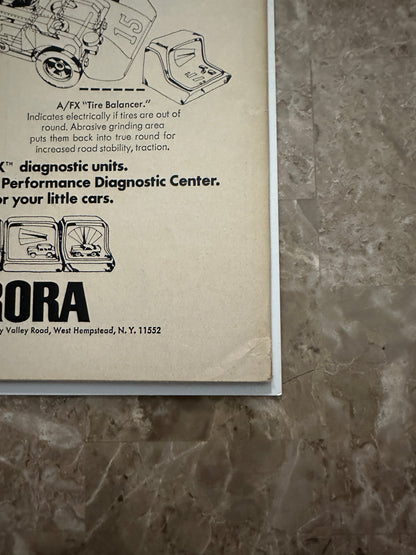 15
A/FX "Tire Balancer."
Indicates electrically if tires are out of
round. Abrasive grinding area
puts them back into true round for
increased road stability, traction.
X™ diagnostic units.
Performance Diagnostic Center.
or your little cars.
RORA
y Valley Road, West Hempstead, N. Y. 11552